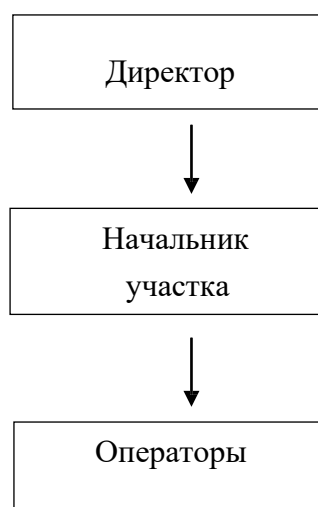 Директор
Начальник
участка
Операторы